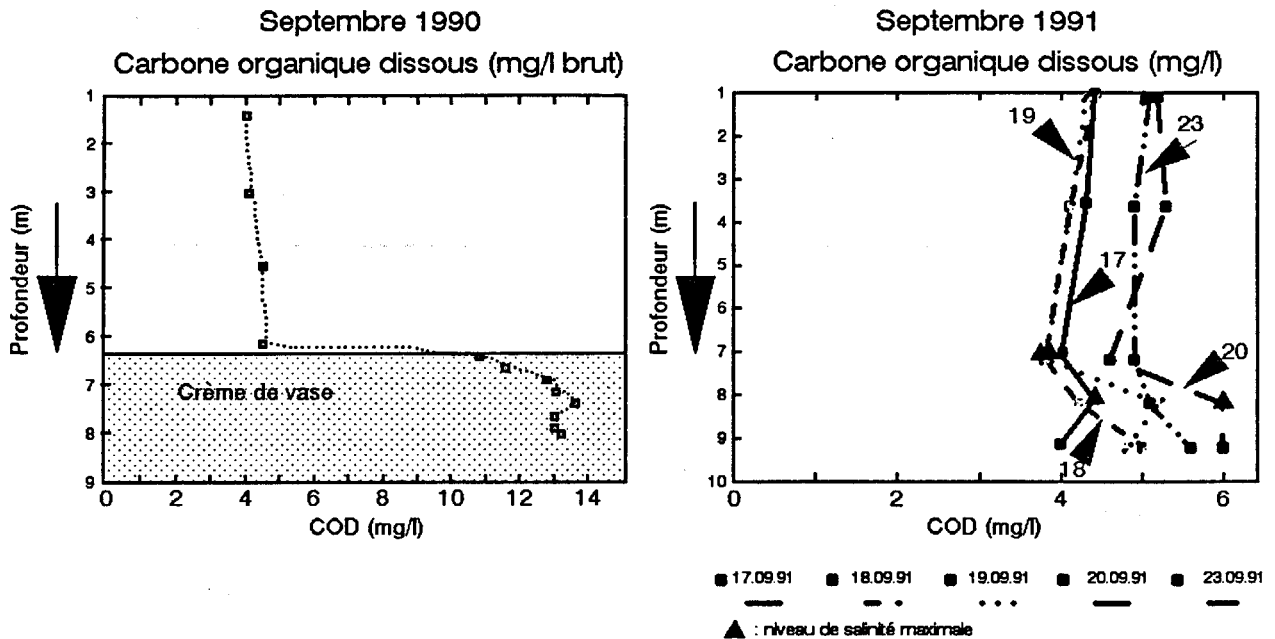 Septembre 1990
Carbone organique dissous (mg/l brut)
1
2
3
4
5
6
7
8
9
Profondeur (m)
Crème de vase
0 2 4 6 8 10 12 14
COD (mg/l)
Septembre 1991
Carbone organique dissous (mg/l)
1
2
3
4
5
6
7
8
9
10
Profondeur (m)
19
23
17
20
18
0 2 4 6
COD (mg/l)
17.09.91 18.09.91 19.09.91 20.09.91 23.09.91
: niveau de salinité maximale